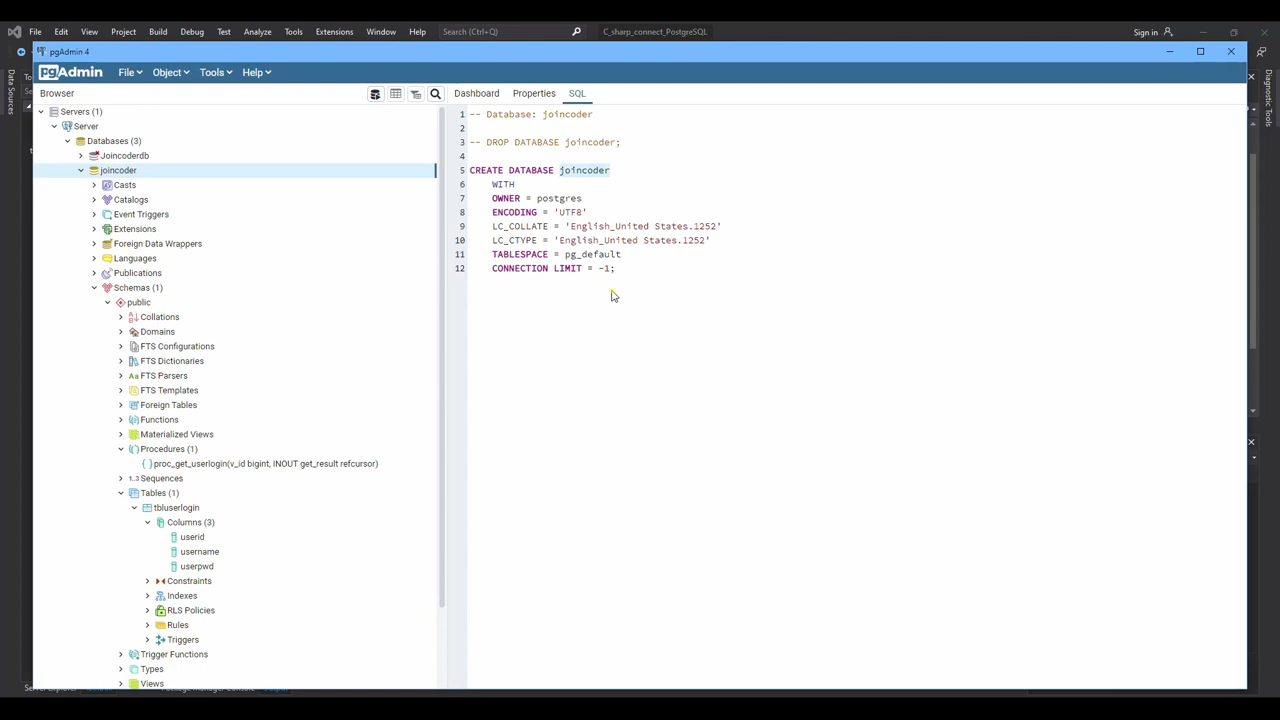 File Edit View Project Build Debug Test Analyze Tools Extensions Window Help Search (Ctrl+Q) C_sharp_connect_PostgreSQL Sign in
pgAdmin 4
pgAdmin File Object Tools Help
Data Sources
Diagnostic Tools
Browser
Dashboard Properties SQL
Servers (1)
Server
Databases (3)
Joincoderdb
joincoder
Casts
Catalogs
Event Triggers
Extensions
Foreign Data Wrappers
Languages
Publications
Schemas (1)
public
Collations
Domains
FTS Configurations
FTS Dictionaries
FTS Parsers
FTS Templates
Foreign Tables
Functions
Materialized Views
Procedures (1)
proc_get_userlogin(v_id bigint, INOUT get_result refcursor)
Sequences
Tables (1)
tbluserlogin
Columns (3)
userid
username
userpwd
Constraints
Indexes
RLS Policies
Rules
Triggers
Trigger Functions
Types
Views
1 -- Database: joincoder
2
3 -- DROP DATABASE joincoder;
4
5 CREATE DATABASE joincoder
6 WITH
7 OWNER = postgres
8 ENCODING = 'UTF8'
9 LC_COLLATE = 'English_United States.1252'
10 LC_CTYPE = 'English_United States.1252'
11 TABLESPACE = pg_default
12 CONNECTION LIMIT = -1;